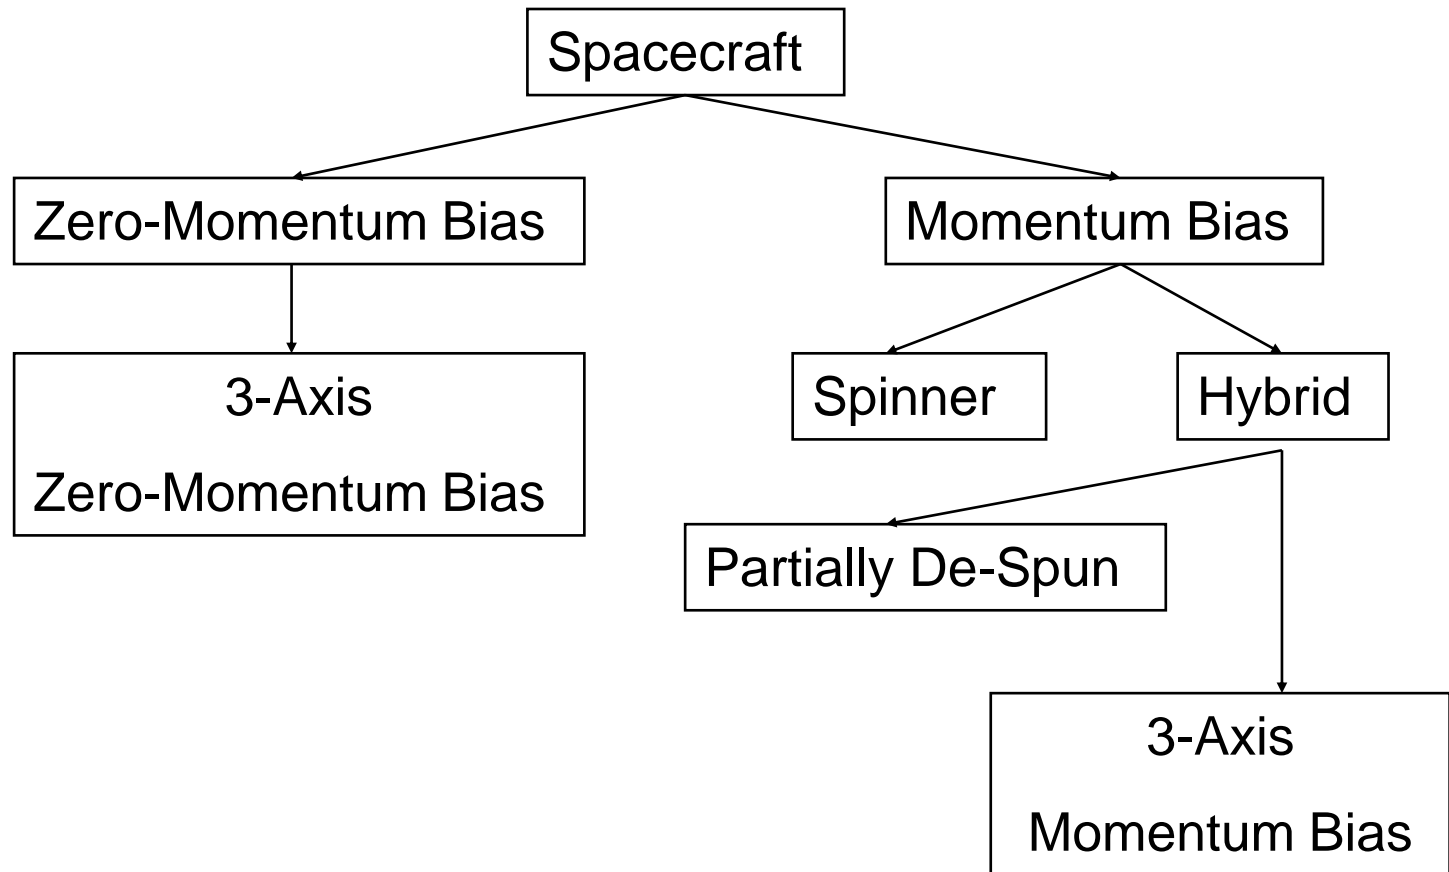 Spacecraft
Zero-Momentum Bias
Momentum Bias
3-Axis
Zero-Momentum Bias
Spinner
Hybrid
Partially De-Spun
3-Axis
Momentum Bias